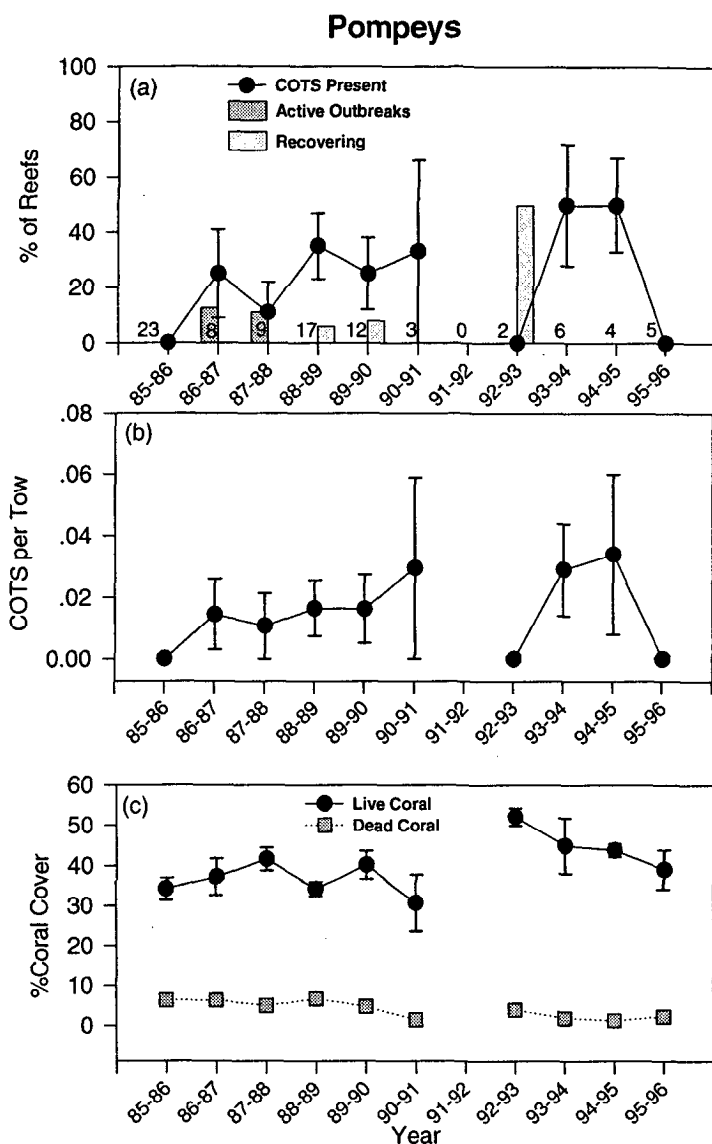 Pompeys
(a)
COTS Present
Active Outbreaks
Recovering
% of Reefs
100
80
60
40
20
0
23 8 9 17 12 3 0 2 6 4 5
85-86 86-87 87-88 88-89 89-90 90-91 91-92 92-93 93-94 94-95 95-96
(b)
COTS per Tow
.08
.06
.04
.02
0.00
85-86 86-87 87-88 88-89 89-90 90-91 91-92 92-93 93-94 94-95 95-96
(c)
Live Coral
Dead Coral
%Coral Cover
60
50
40
30
20
10
0
85-86 86-87 87-88 88-89 89-90 90-91 91-92 92-93 93-94 94-95 95-96
Year